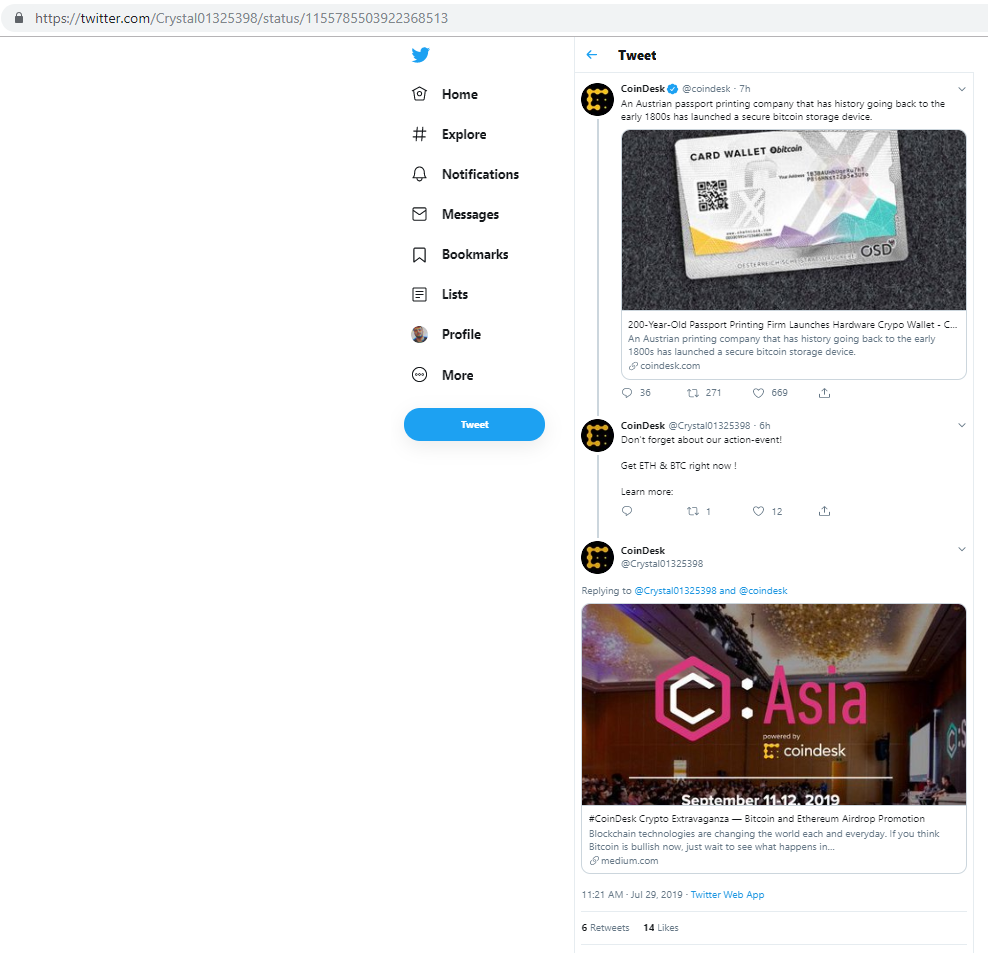 https://twitter.com/Crystal01325398/status/1155785503922368513
Home
Explore
Notifications
Messages
Bookmarks
Lists
Profile
More
Tweet
Tweet
CoinDesk @coindesk · 7h
An Austrian passport printing company that has history going back to the
early 1800s has launched a secure bitcoin storage device.
CARD WALLET bitcoin
Your Address
OESTERREICHISCHE STAATSDRUCKEREI
OSD
200-Year-Old Passport Printing Firm Launches Hardware Crypo Wallet - C...
An Austrian printing company that has history going back to the early
1800s has launched a secure bitcoin storage device.
coindesk.com
36 271 669
CoinDesk @Crystal01325398 · 6h
Don't forget about our action-event!
Get ETH & BTC right now !
Learn more:
1 12
CoinDesk
@Crystal01325398
Replying to @Crystal01325398 and @coindesk
C:Asia
powered by
coindesk
September 11-12, 2019
#CoinDesk Crypto Extravaganza — Bitcoin and Ethereum Airdrop Promotion
Blockchain technologies are changing the world each and everyday. If you think
Bitcoin is bullish now, just wait to see what happens in...
medium.com
11:21 AM · Jul 29, 2019 · Twitter Web App
6 Retweets 14 Likes